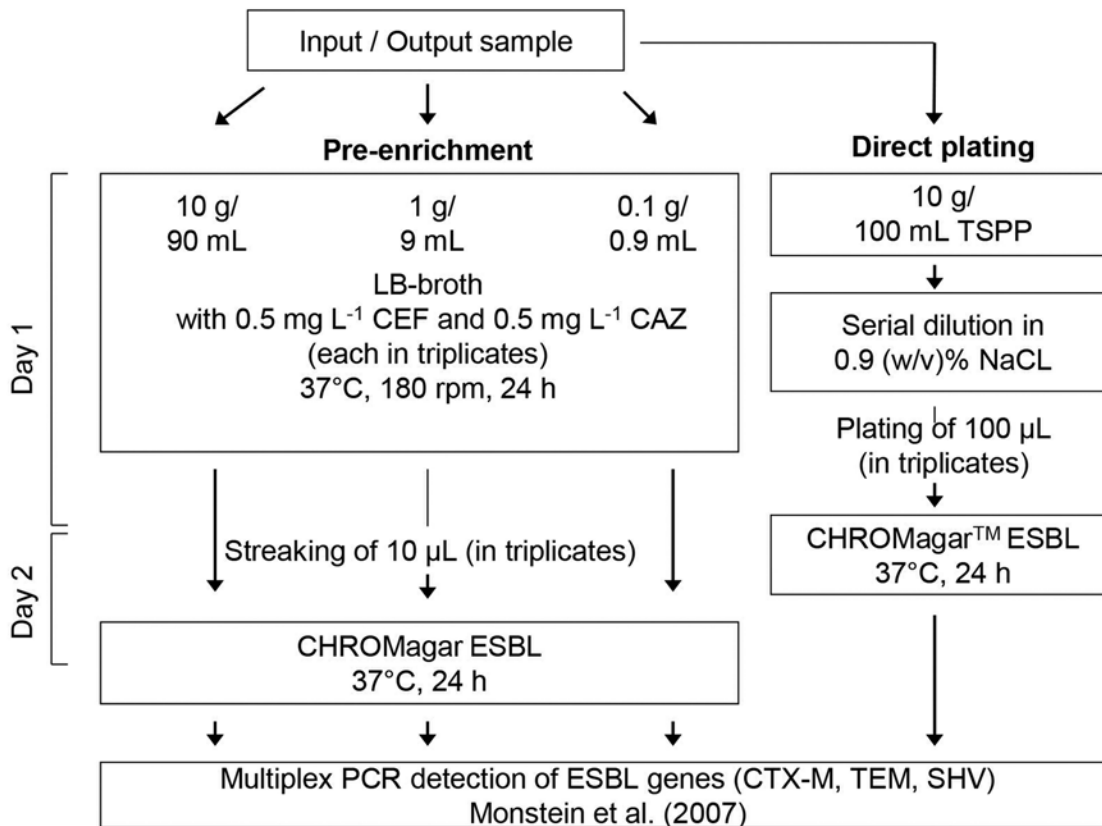 Input / Output sample
Pre-enrichment
Direct plating
Day 1
10 g/
90 mL
1 g/
9 mL
0.1 g/
0.9 mL
LB-broth
with 0.5 mg L⁻¹ CEF and 0.5 mg L⁻¹ CAZ
(each in triplicates)
37°C, 180 rpm, 24 h
10 g/
100 mL TSPP
Serial dilution in
0.9 (w/v)% NaCL
Plating of 100 µL
(in triplicates)
CHROMagar™ ESBL
37°C, 24 h
Day 2
Streaking of 10 µL (in triplicates)
CHROMagar ESBL
37°C, 24 h
Multiplex PCR detection of ESBL genes (CTX-M, TEM, SHV)
Monstein et al. (2007)